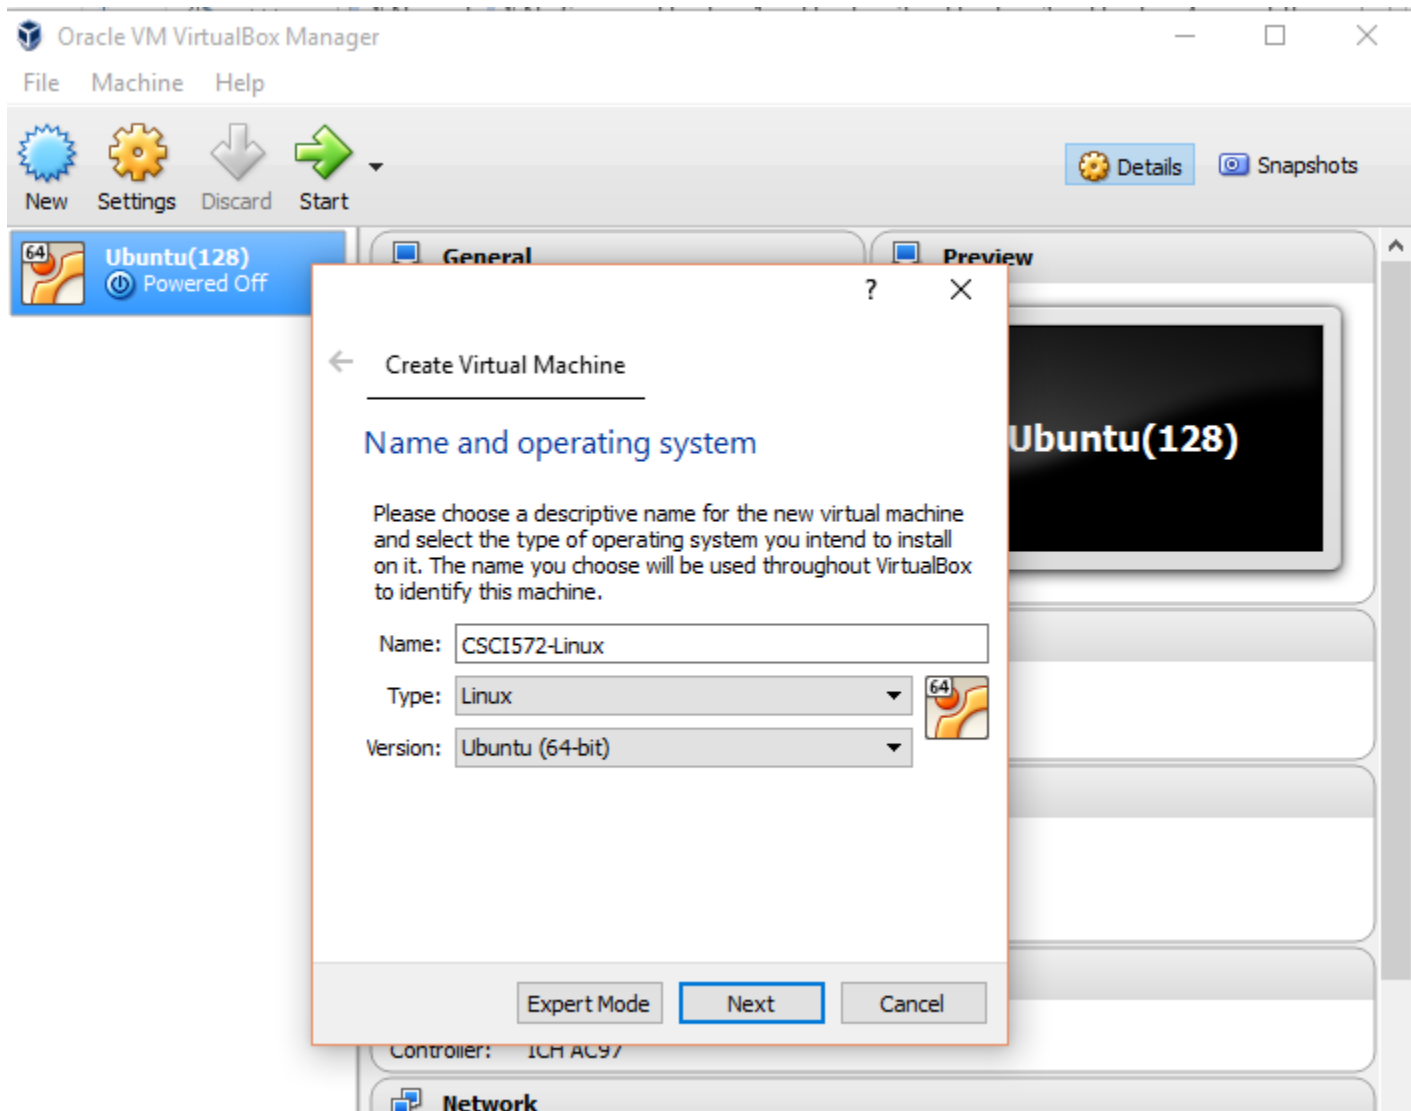 Oracle VM VirtualBox Manager
File Machine Help
New Settings Discard Start
Details Snapshots
64 Ubuntu(128)
Powered Off
General
Preview
?
Create Virtual Machine
Name and operating system
Please choose a descriptive name for the new virtual machine
and select the type of operating system you intend to install
on it. The name you choose will be used throughout VirtualBox
to identify this machine.
Name: CSCI572-Linux
Type: Linux
64
Version: Ubuntu (64-bit)
Ubuntu(128)
Expert Mode Next Cancel
Controller: ICH AC97
Network